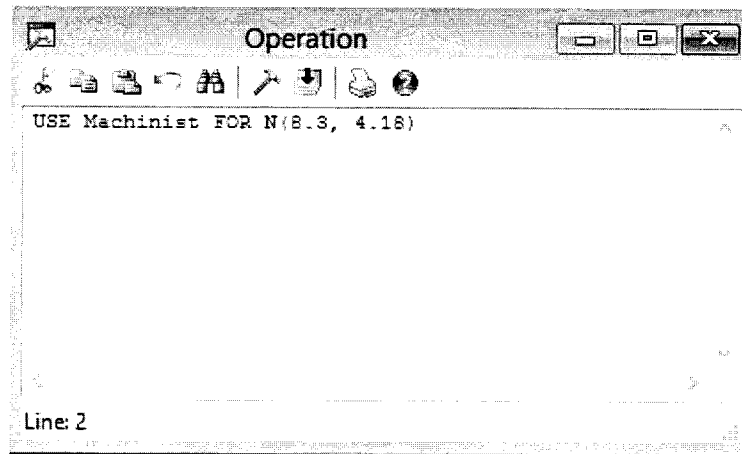 Operation
USE Machinist FOR N(8.3, 4.18)
Line: 2